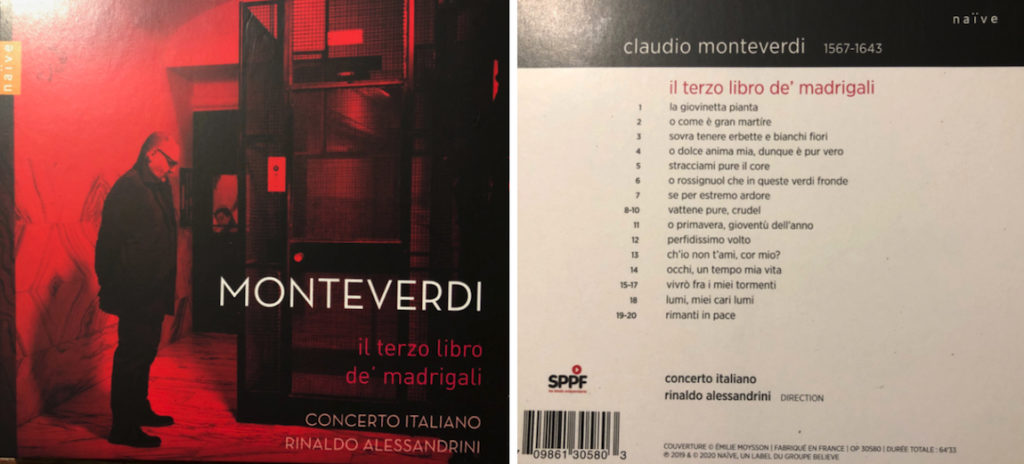 naïve
MONTEVERDI
il terzo libro
de' madrigali
CONCERTO ITALIANO
RINALDO ALESSANDRINI
naïve
claudio monteverdi 1567-1643
il terzo libro de' madrigali
1 la giovinetta pianta
2 o come è gran martire
3 sovra tenere erbette e bianchi fiori
4 o dolce anima mia, dunque è pur vero
5 stracciami pure il core
6 o rossignuol che in queste verdi fronde
7 se per estremo ardore
8-10 vattene pure, crudel
11 o primavera, gioventù dell'anno
12 perfidissimo volto
13 ch'io non t'ami, cor mio?
14 occhi, un tempo mia vita
15-17 vivrò fra i miei tormenti
18 lumi, miei cari lumi
19-20 rimanti in pace
SPPF
concerto italiano
rinaldo alessandrini DIRECTION
COUVERTURE © ÉMILIE MOYSSON | FABRIQUÉ EN FRANCE | OP 30580 | DURÉE TOTALE : 64'33
℗ 2019 & © 2020 NAÏVE, UN LABEL DU GROUPE BELIEVE
7 09861 30580 3